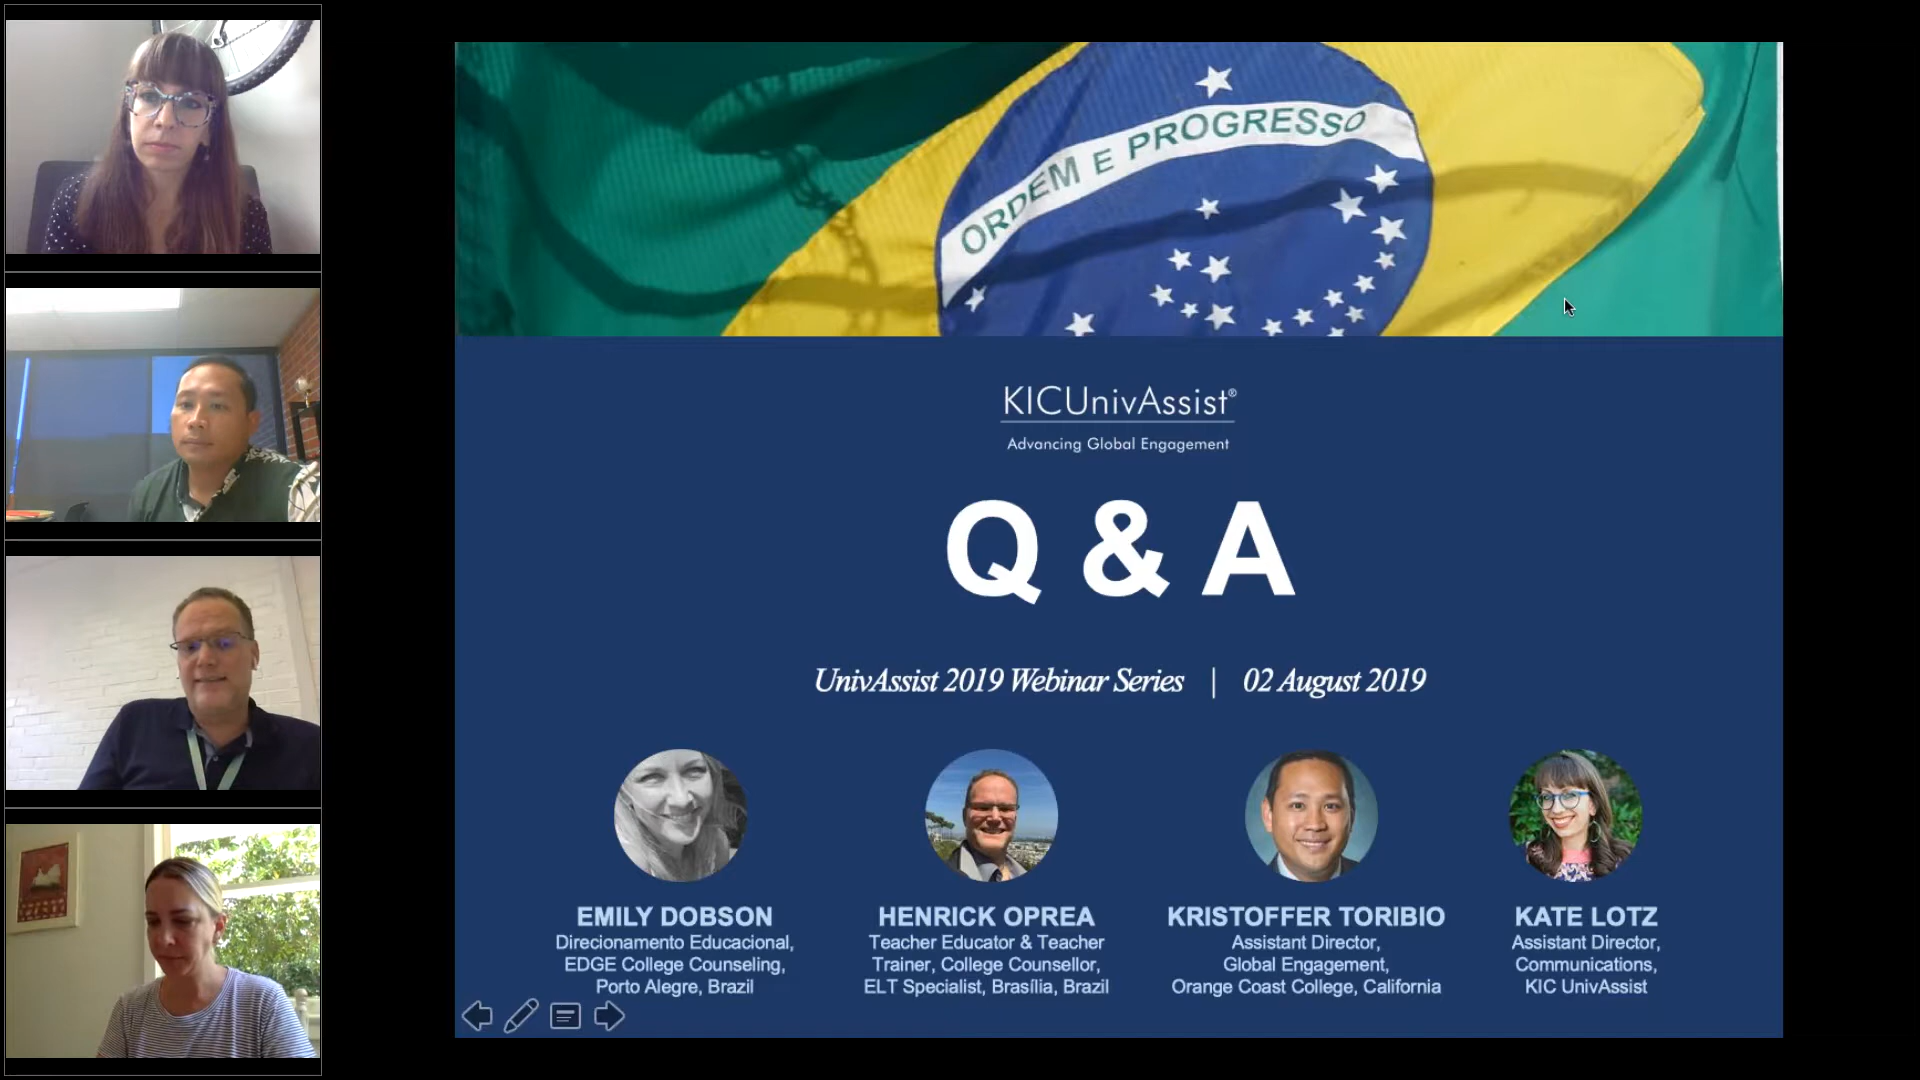 ORDEM E PROGRESSO
KICUnivAssist®
Advancing Global Engagement
Q & A
UnivAssist 2019 Webinar Series | 02 August 2019
EMILY DOBSON
Direcionamento Educacional,
EDGE College Counseling,
Porto Alegre, Brazil
HENRICK OPREA
Teacher Educator & Teacher
Trainer, College Counsellor,
ELT Specialist, Brasília, Brazil
KRISTOFFER TORIBIO
Assistant Director,
Global Engagement,
Orange Coast College, California
KATE LOTZ
Assistant Director,
Communications,
KIC UnivAssist